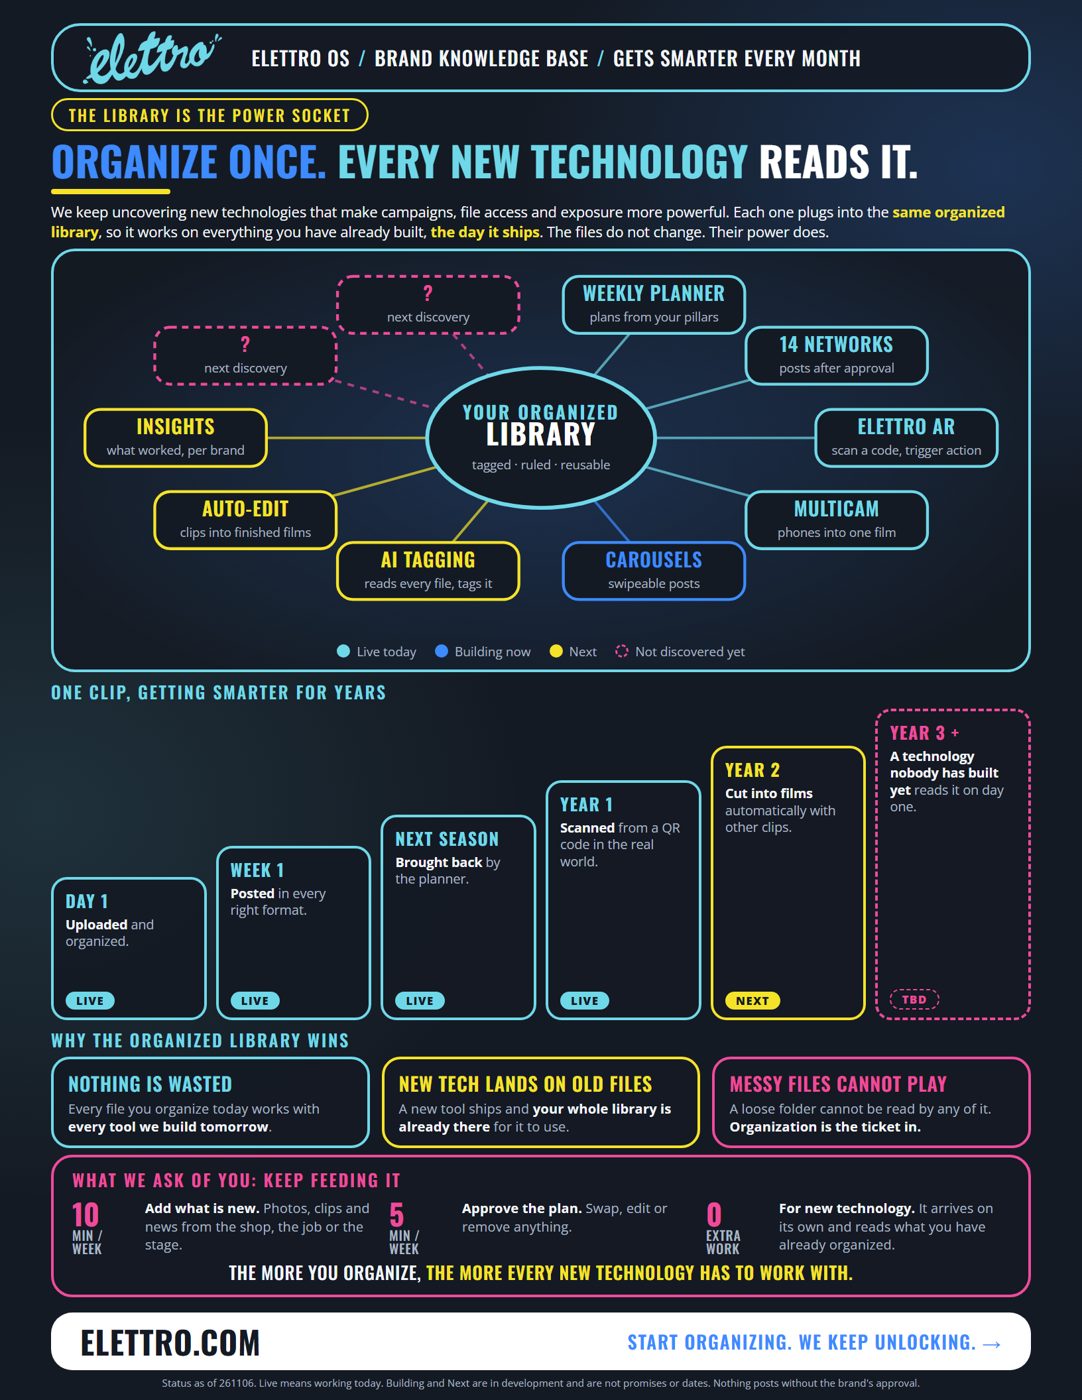 elettro
ELETTRO OS / BRAND KNOWLEDGE BASE / GETS SMARTER EVERY MONTH
THE LIBRARY IS THE POWER SOCKET
ORGANIZE ONCE. EVERY NEW TECHNOLOGY READS IT.
We keep uncovering new technologies that make campaigns, file access and exposure more powerful. Each one plugs into the same organized
library, so it works on everything you have already built, the day it ships. The files do not change. Their power does.
?
next discovery
WEEKLY PLANNER
plans from your pillars
?
next discovery
14 NETWORKS
posts after approval
INSIGHTS
what worked, per brand
YOUR ORGANIZED
LIBRARY
tagged · ruled · reusable
ELETTRO AR
scan a code, trigger action
AUTO-EDIT
clips into finished films
MULTICAM
phones into one film
AI TAGGING
reads every file, tags it
CAROUSELS
swipeable posts
Live today
Building now
Next
Not discovered yet
ONE CLIP, GETTING SMARTER FOR YEARS
DAY 1
Uploaded and
organized.
LIVE
WEEK 1
Posted in every
right format.
LIVE
NEXT SEASON
Brought back by
the planner.
LIVE
YEAR 1
Scanned from a QR
code in the real
world.
LIVE
YEAR 2
Cut into films
automatically with
other clips.
NEXT
YEAR 3 +
A technology
nobody has built
yet reads it on day
one.
TBD
WHY THE ORGANIZED LIBRARY WINS
NOTHING IS WASTED
Every file you organize today works with
every tool we build tomorrow.
NEW TECH LANDS ON OLD FILES
A new tool ships and your whole library is
already there for it to use.
MESSY FILES CANNOT PLAY
A loose folder cannot be read by any of it.
Organization is the ticket in.
WHAT WE ASK OF YOU: KEEP FEEDING IT
10
MIN /
WEEK
Add what is new. Photos, clips and
news from the shop, the job or the
stage.
5
MIN /
WEEK
Approve the plan. Swap, edit or
remove anything.
0
EXTRA
WORK
For new technology. It arrives on
its own and reads what you have
already organized.
THE MORE YOU ORGANIZE, THE MORE EVERY NEW TECHNOLOGY HAS TO WORK WITH.
ELETTRO.COM
START ORGANIZING. WE KEEP UNLOCKING. →
Status as of 261106. Live means working today. Building and Next are in development and are not promises or dates. Nothing posts without the brand's approval.